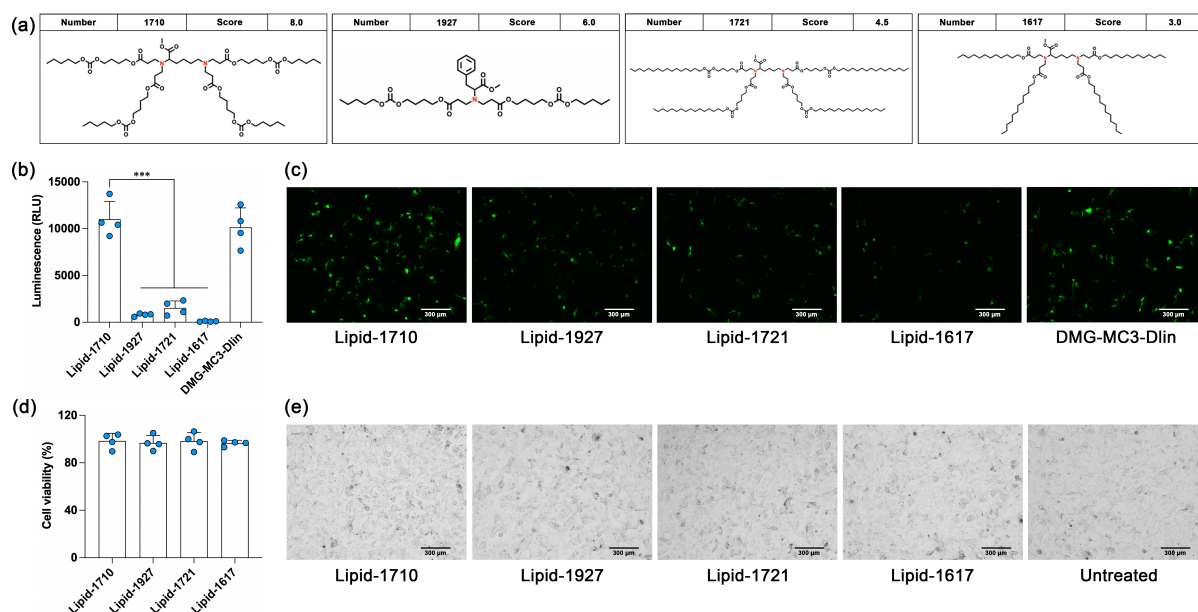 (a)
Number 1710 Score 8.0
Number 1927 Score 6.0
Number 1721 Score 4.5
Number 1617 Score 3.0
(b)
***
15000
10000
5000
0
Luminescence (RLU)
Lipid-1710
Lipid-1927
Lipid-1721
Lipid-1617
DMG-MC3-Dlin
(c)
300 μm
300 μm
300 μm
300 μm
300 μm
Lipid-1710
Lipid-1927
Lipid-1721
Lipid-1617
DMG-MC3-Dlin
(d)
120
80
40
0
Cell viability (%)
Lipid-1710
Lipid-1927
Lipid-1721
Lipid-1617
(e)
300 μm
300 μm
300 μm
300 μm
300 μm
Lipid-1710
Lipid-1927
Lipid-1721
Lipid-1617
Untreated